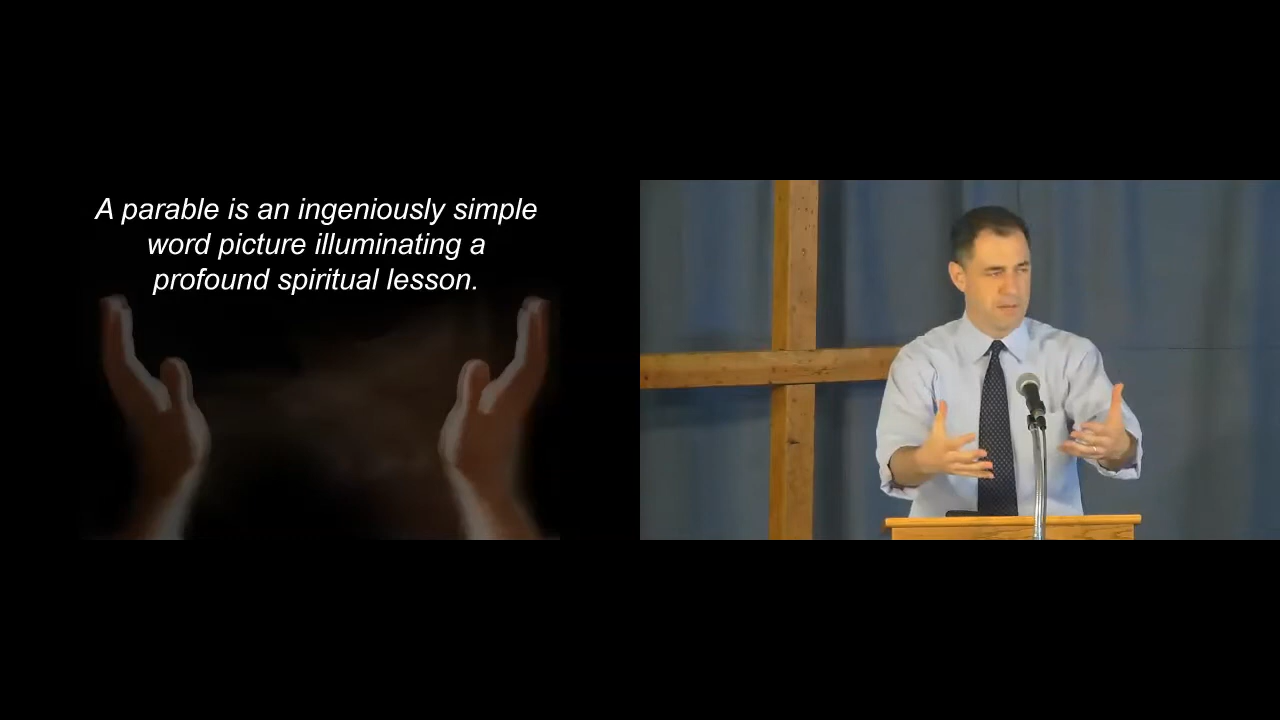 A parable is an ingeniously simple
word picture illuminating a
profound spiritual lesson.